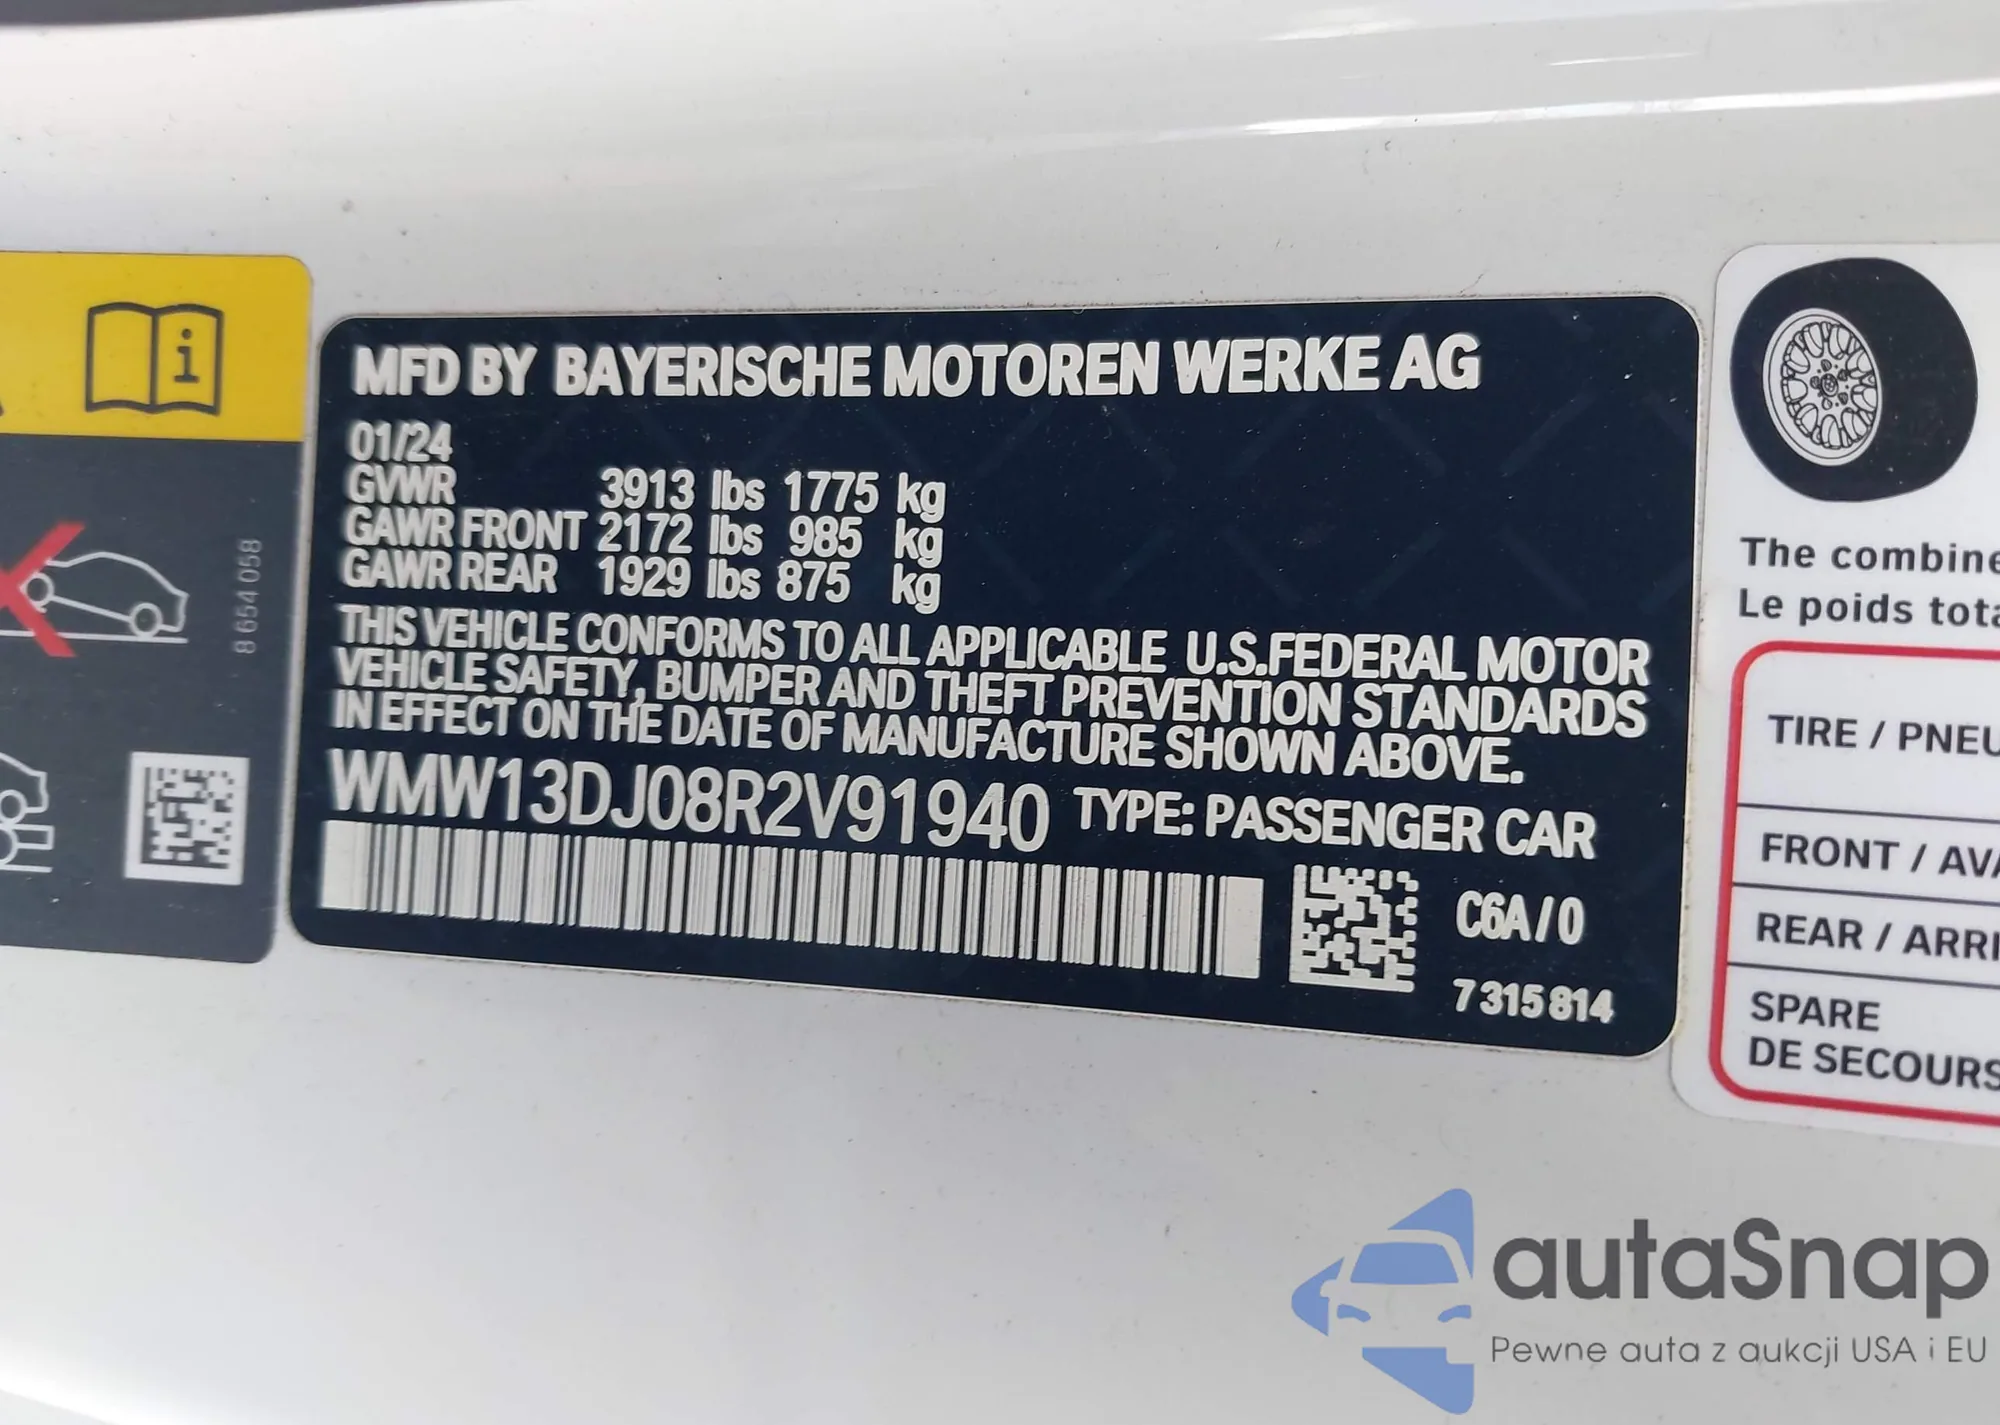 MFD BY BAYERISCHE MOTOREN WERKE AG
01/24
GVWR 3913 lbs 1775 kg
GAWR FRONT 2172 lbs 985 kg
GAWR REAR 1929 lbs 875 kg
THIS VEHICLE CONFORMS TO ALL APPLICABLE U.S.FEDERAL MOTOR
VEHICLE SAFETY, BUMPER AND THEFT PREVENTION STANDARDS
IN EFFECT ON THE DATE OF MANUFACTURE SHOWN ABOVE.
WMW13DJ08R2V91940 TYPE: PASSENGER CAR
C6A/0
7 315 814
8 654 058
The combine
Le poids tota
TIRE / PNEU
FRONT / AVA
REAR / ARRI
SPARE
DE SECOURS
autaSnap
Pewne auta z aukcji USA i EU